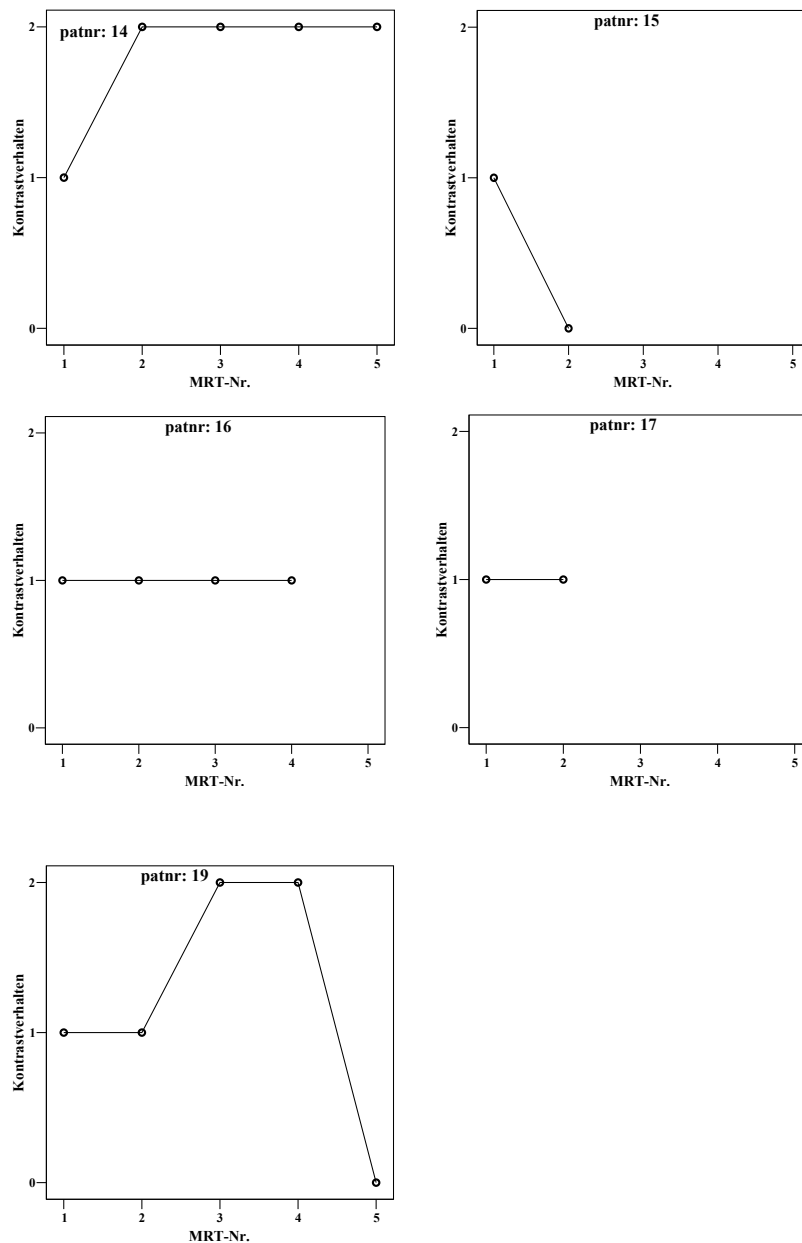 patnr: 14
2
1
0
Kontrastverhalten
1 2 3 4 5
MRT-Nr.
patnr: 15
2
1
0
Kontrastverhalten
1 2 3 4 5
MRT-Nr.
patnr: 16
2
1
0
Kontrastverhalten
1 2 3 4 5
MRT-Nr.
patnr: 17
2
1
0
Kontrastverhalten
1 2 3 4 5
MRT-Nr.
patnr: 19
2
1
0
Kontrastverhalten
1 2 3 4 5
MRT-Nr.